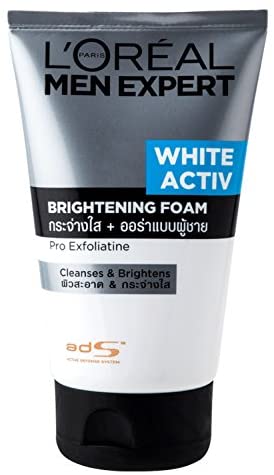 L'ORÉAL
PARIS
MEN EXPERT
WHITE
ACTIV
BRIGHTENING FOAM
กระจ่างใส + ออร่าแบบผู้ชาย
Pro Exfoliatine
Cleanses & Brightens
ผิวสะอาด & กระจ่างใส
adS™
ACTIVE DEFENSE SYSTEM